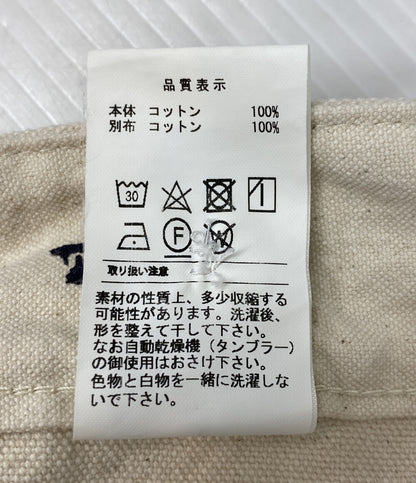 品質表示
本体 コットン 100%
別布 コットン 100%
30
F W
取り扱い注意
素材の性質上、多少収縮する
可能性があります。洗濯後、
形を整えて干して下さい。
なお自動乾燥機（タンブラー）
の御使用はおさけ下さい。
色物と白物を一緒に洗濯しな
いで下さい。